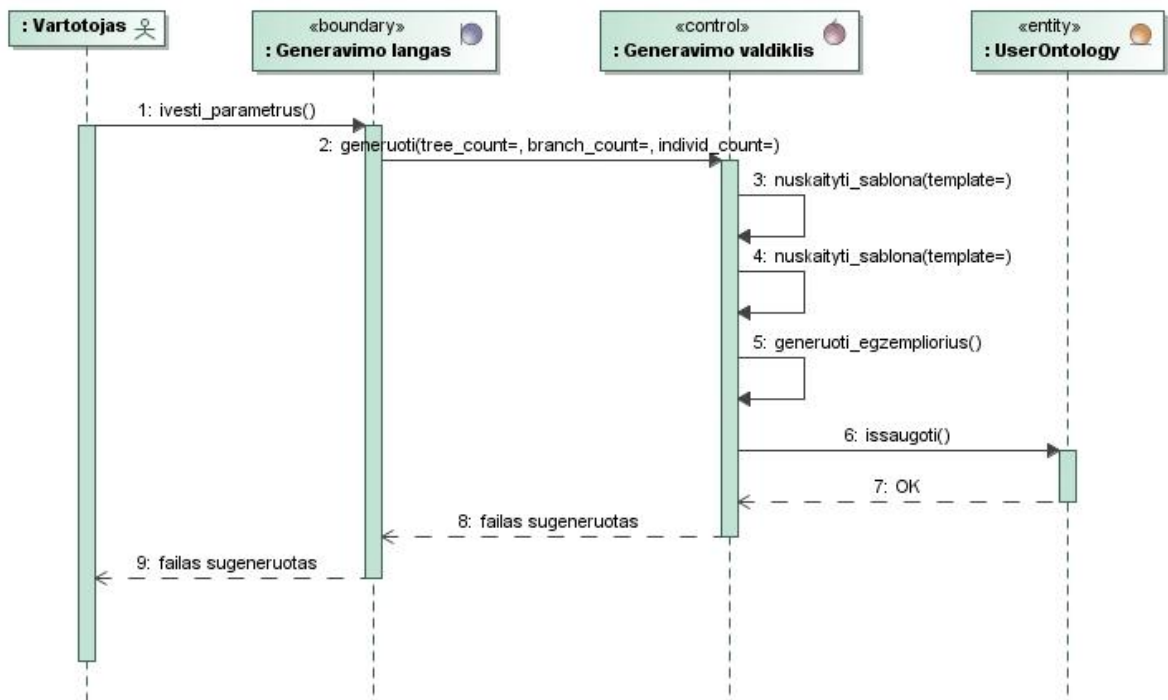 : Vartotojas
«boundary»
: Generavimo langas
«control»
: Generavimo valdiklis
«entity»
: UserOntology
1: ivesti_parametrus()
2: generuoti(tree_count=, branch_count=, individ_count=)
3: nuskaityti_sablona(template=)
4: nuskaityti_sablona(template=)
5: generuoti_egzempliorius()
6: issaugoti()
7: OK
8: failas sugeneruotas
9: failas sugeneruotas